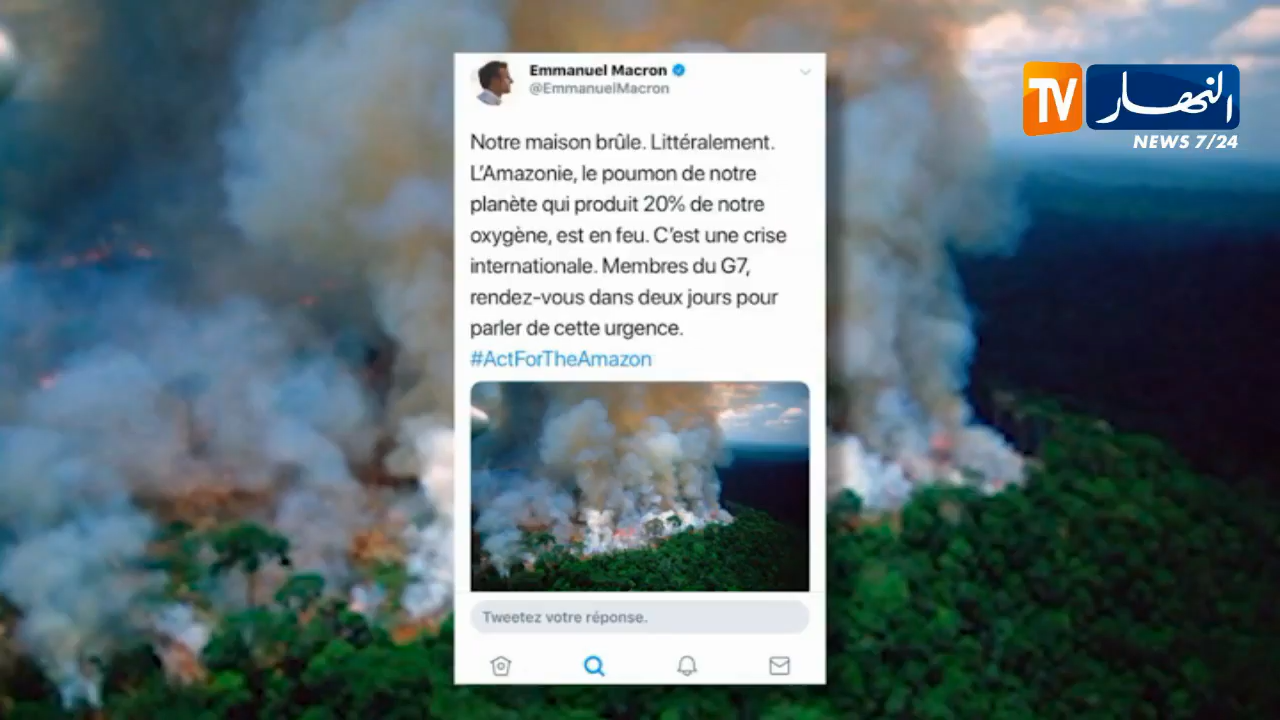 Emmanuel Macron
@EmmanuelMacron
Notre maison brûle. Littéralement.
L’Amazonie, le poumon de notre
planète qui produit 20% de notre
oxygène, est en feu. C’est une crise
internationale. Membres du G7,
rendez-vous dans deux jours pour
parler de cette urgence.
#ActForTheAmazon
Tweetez votre réponse.
TV النهار
NEWS 7/24